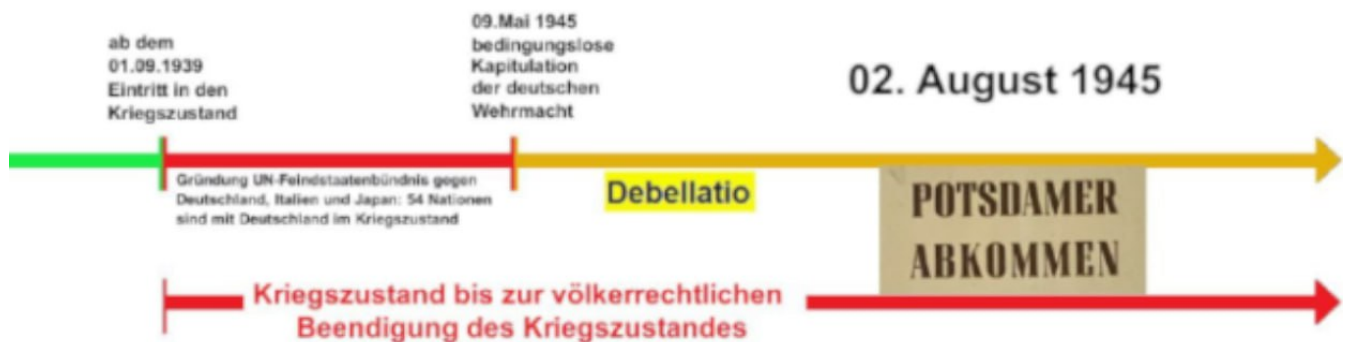 ab dem
01.09.1939
Eintritt in den
Kriegszustand
09.Mai 1945
bedingungslose
Kapitulation
der deutschen
Wehrmacht
02. August 1945
Gründung UN-Feindstaatenbündnis gegen
Deutschland, Italien und Japan: 54 Nationen
sind mit Deutschland im Kriegszustand
Debellatio
POTSDAMER
ABKOMMEN
Kriegszustand bis zur völkerrechtlichen
Beendigung des Kriegszustandes